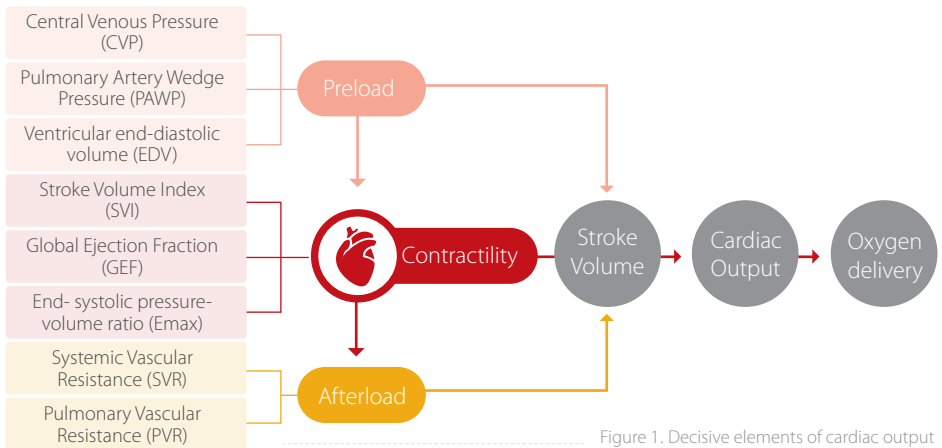 Central Venous Pressure
(CVP)
Pulmonary Artery Wedge
Pressure (PAWP)
Ventricular end-diastolic
volume (EDV)
Stroke Volume Index
(SVI)
Global Ejection Fraction
(GEF)
End- systolic pressure-
volume ratio (Emax)
Systemic Vascular
Resistance (SVR)
Pulmonary Vascular
Resistance (PVR)
Preload
Contractility
Afterload
Stroke
Volume
Cardiac
Output
Oxygen
delivery
Figure 1. Decisive elements of cardiac output